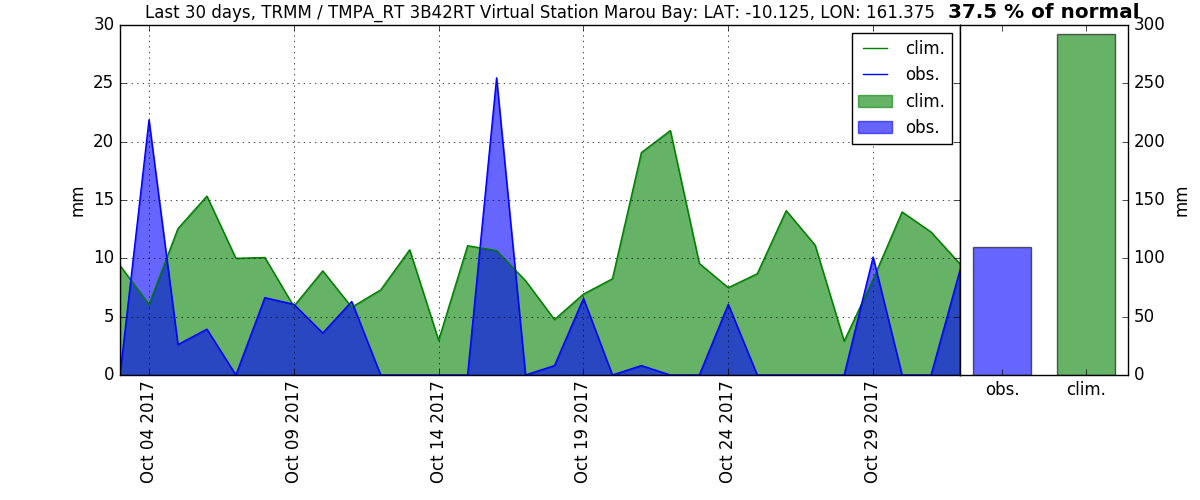 Last 30 days, TRMM / TMPA_RT 3B42RT Virtual Station Marou Bay: LAT: -10.125, LON: 161.375
37.5 % of normal
30
25
20
15
10
5
0
mm
clim.
obs.
clim.
obs.
Oct 04 2017
Oct 09 2017
Oct 14 2017
Oct 19 2017
Oct 24 2017
Oct 29 2017
300
250
200
150
100
50
0
mm
obs.
clim.